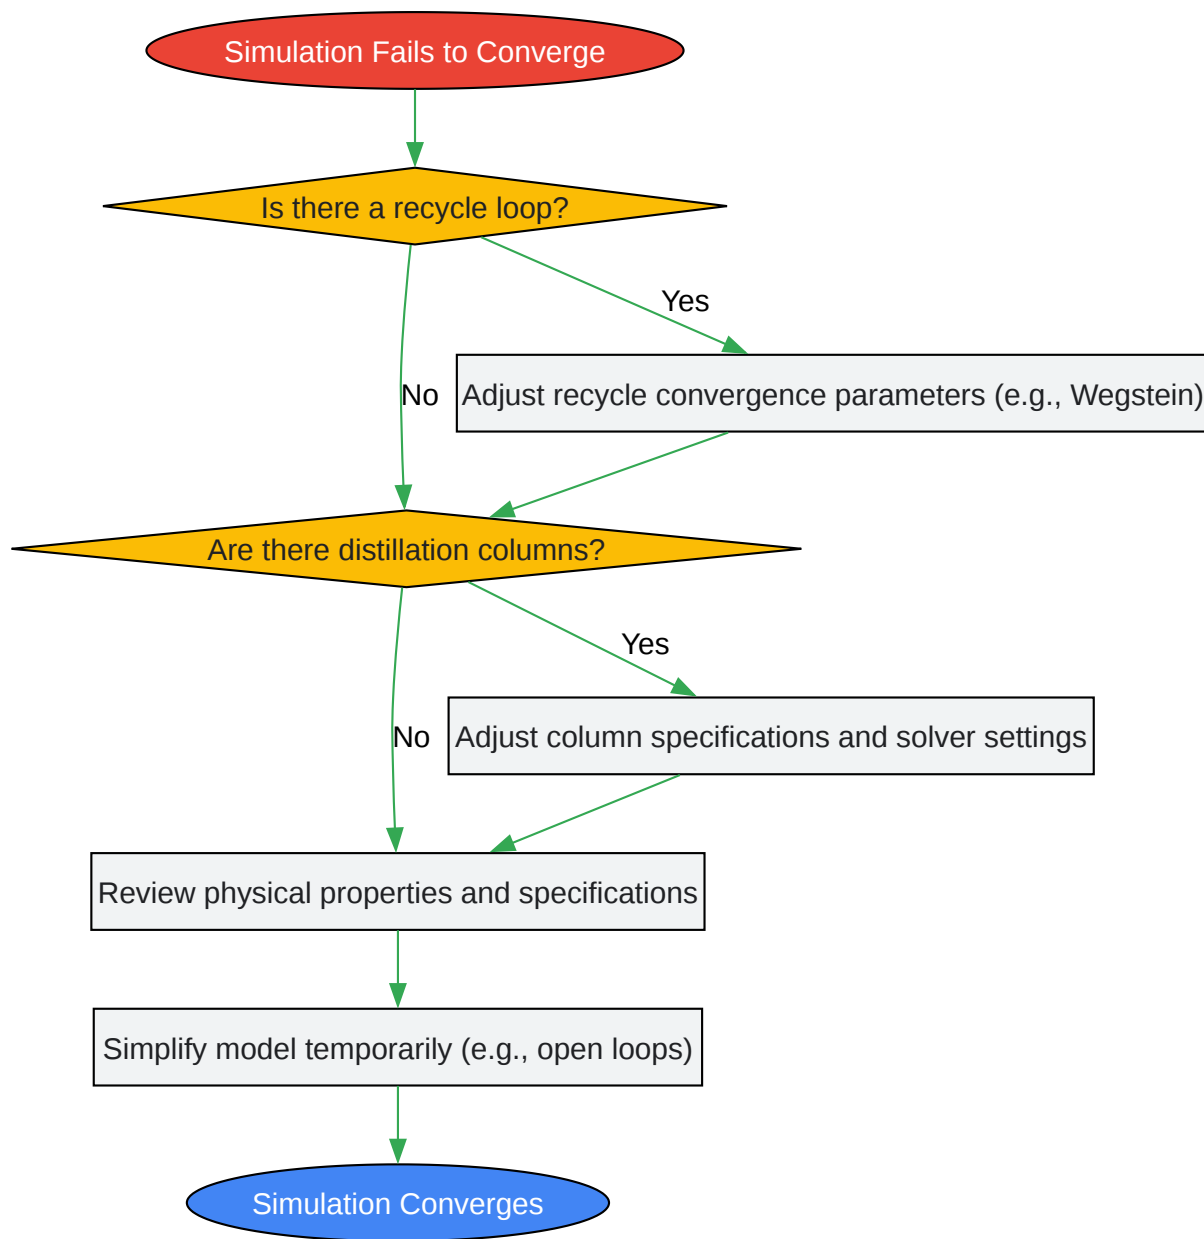 Simulation Fails to Converge
Is there a recycle loop?
Yes
No
Adjust recycle convergence parameters (e.g., Wegstein)
Are there distillation columns?
Yes
No
Adjust column specifications and solver settings
Review physical properties and specifications
Simplify model temporarily (e.g., open loops)
Simulation Converges